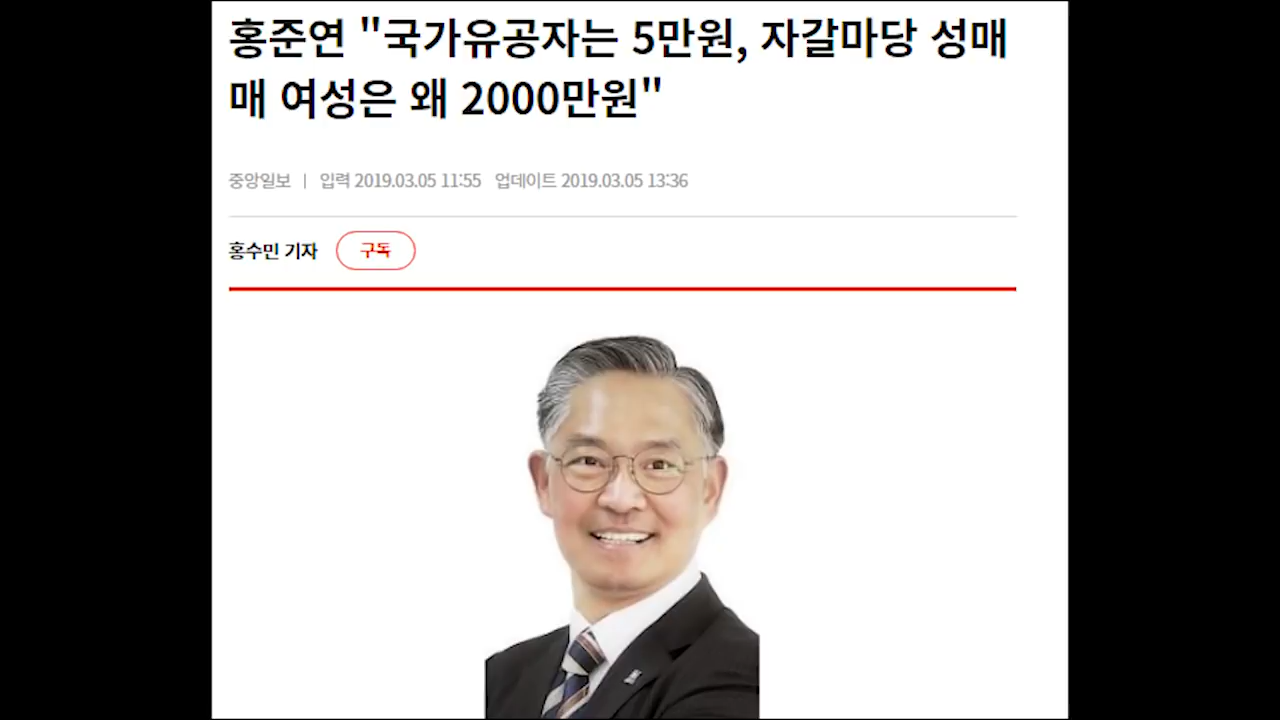 홍준연 "국가유공자는 5만원, 자갈마당 성매
매 여성은 왜 2000만원"
중앙일보 | 입력 2019.03.05 11:55 업데이트 2019.03.05 13:36
홍수민 기자 구독